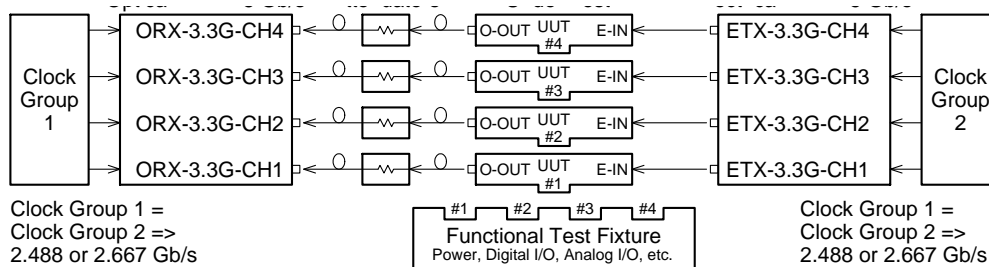 ORX-3.3G-CH4 O-OUT UUT #4 E-IN ETX-3.3G-CH4
ORX-3.3G-CH3 O-OUT UUT #3 E-IN ETX-3.3G-CH3
ORX-3.3G-CH2 O-OUT UUT #2 E-IN ETX-3.3G-CH2
ORX-3.3G-CH1 O-OUT UUT #1 E-IN ETX-3.3G-CH1
Clock
Group
1
Clock
Group
2
Clock Group 1 =
Clock Group 2 =>
2.488 or 2.667 Gb/s
#1 #2 #3 #4
Functional Test Fixture
Power, Digital I/O, Analog I/O, etc.
Clock Group 1 =
Clock Group 2 =>
2.488 or 2.667 Gb/s